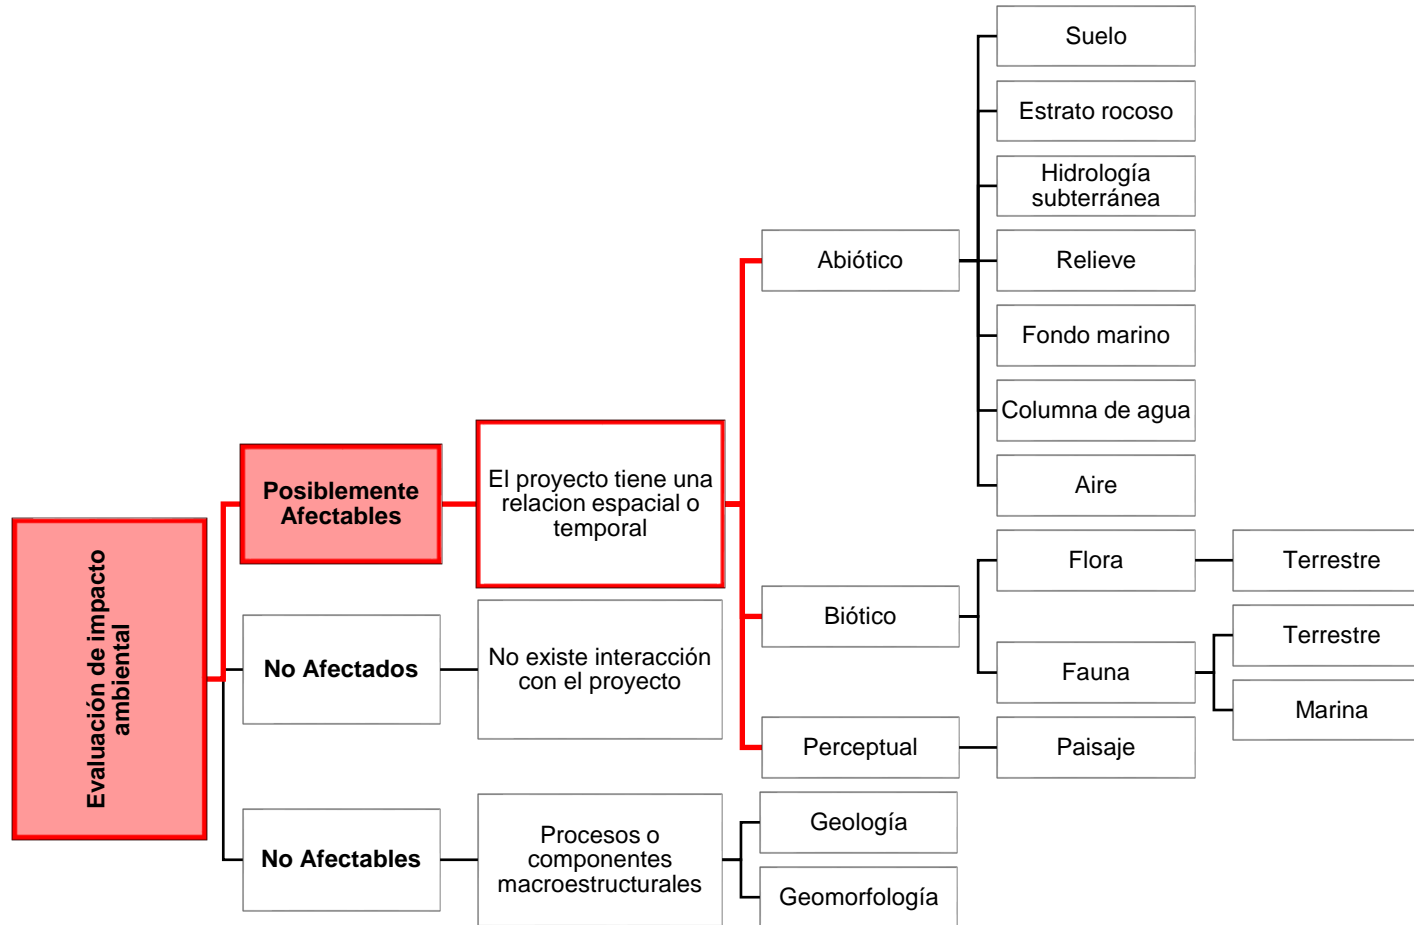 Evaluación de impacto
ambiental
Posiblemente
Afectables
El proyecto tiene una
relacion espacial o
temporal
Abiótico
Suelo
Estrato rocoso
Hidrología
subterránea
Relieve
Fondo marino
Columna de agua
Aire
Biótico
Flora
Terrestre
Fauna
Terrestre
Marina
Perceptual
Paisaje
No Afectados
No existe interacción
con el proyecto
No Afectables
Procesos o
componentes
macroestructurales
Geología
Geomorfología